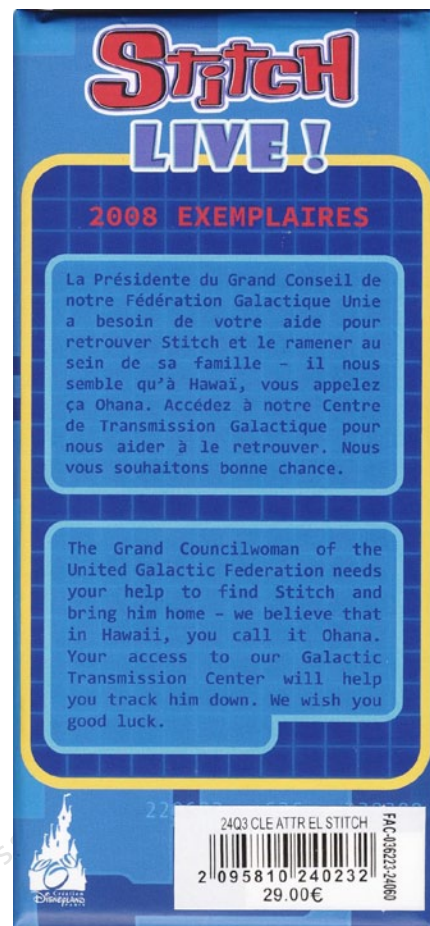 STITCH
LIVE !
2008 EXEMPLAIRES
La Présidente du Grand Conseil de
notre Fédération Galactique Unie
a besoin de votre aide pour
retrouver Stitch et le ramener au
sein de sa famille – il nous
semble qu'à Hawaï, vous appelez
ça Ohana. Accédez à notre Centre
de Transmission Galactique pour
nous aider à le retrouver. Nous
vous souhaitons bonne chance.
The Grand Councilwoman of the
United Galactic Federation needs
your help to find Stitch and
bring him home – we believe that
in Hawaii, you call it Ohana.
Your access to our Galactic
Transmission Center will help
you track him down. We wish you
good luck.
Création
DISNEYLAND
PARIS
24Q3 CLE ATTR EL STITCH
2 095810 240232
29.00€
FAC-036223-24060